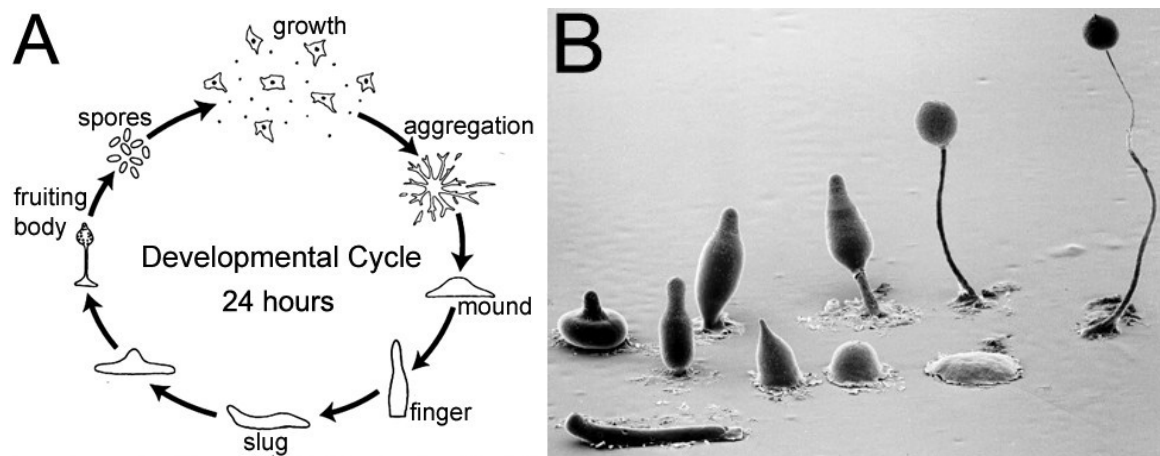 A
growth
aggregation
mound
finger
slug
fruiting
body
spores
Developmental Cycle
24 hours
B